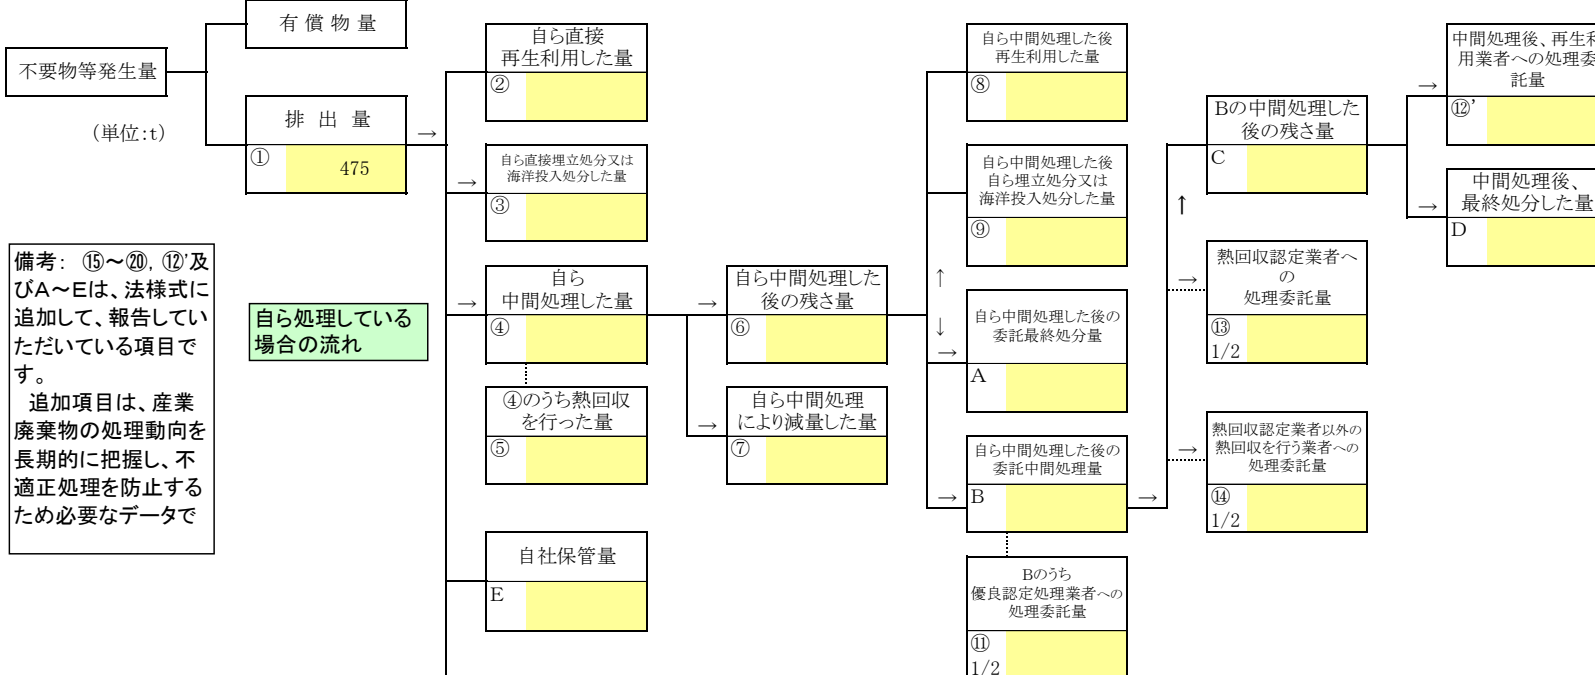 有 償 物 量
不要物等発生量
(単位:t)
排 出 量
→
①
475
備考： ⑮～⑳, ⑫'及
びA～Eは、法様式に
追加して、報告してい
ただいている項目で
す。
追加項目は、産業
廃棄物の処理動向を
長期的に把握し、不
適正処理を防止する
ため必要なデータで
自ら処理している
場合の流れ
自ら直接
再生利用した量
②
→
自ら直接埋立処分又は
海洋投入処分した量
③
→
自ら
中間処理した量
④
④のうち熱回収
を行った量
⑤
自社保管量
E
→
自ら中間処理した
後の残さ量
⑥
→
自ら中間処理
により減量した量
⑦
自ら中間処理した後
再生利用した量
⑧
自ら中間処理した後
自ら埋立処分又は
海洋投入処分した量
⑨
↑
↓
→
自ら中間処理した後の
委託最終処分量
A
自ら中間処理した後の
委託中間処理量
→
B
→
Bのうち
優良認定処理業者への
処理委託量
⑪
1/2
Bの中間処理した
後の残さ量
C
↑
→
熱回収認定業者へ
の
処理委託量
⑬
1/2
→
熱回収認定業者以外の
熱回収を行う業者への
処理委託量
⑭
1/2
→
中間処理後、再生利
用業者への処理委
託量
⑫'
→
中間処理後、
最終処分した量
D